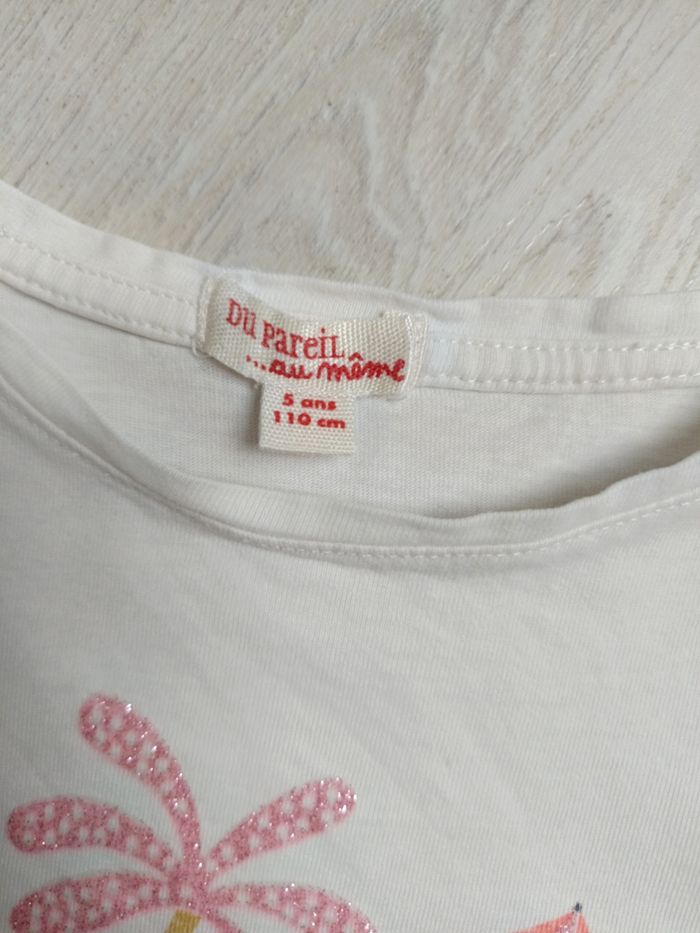 Du Pareil
...au même
5 ans
110 cm